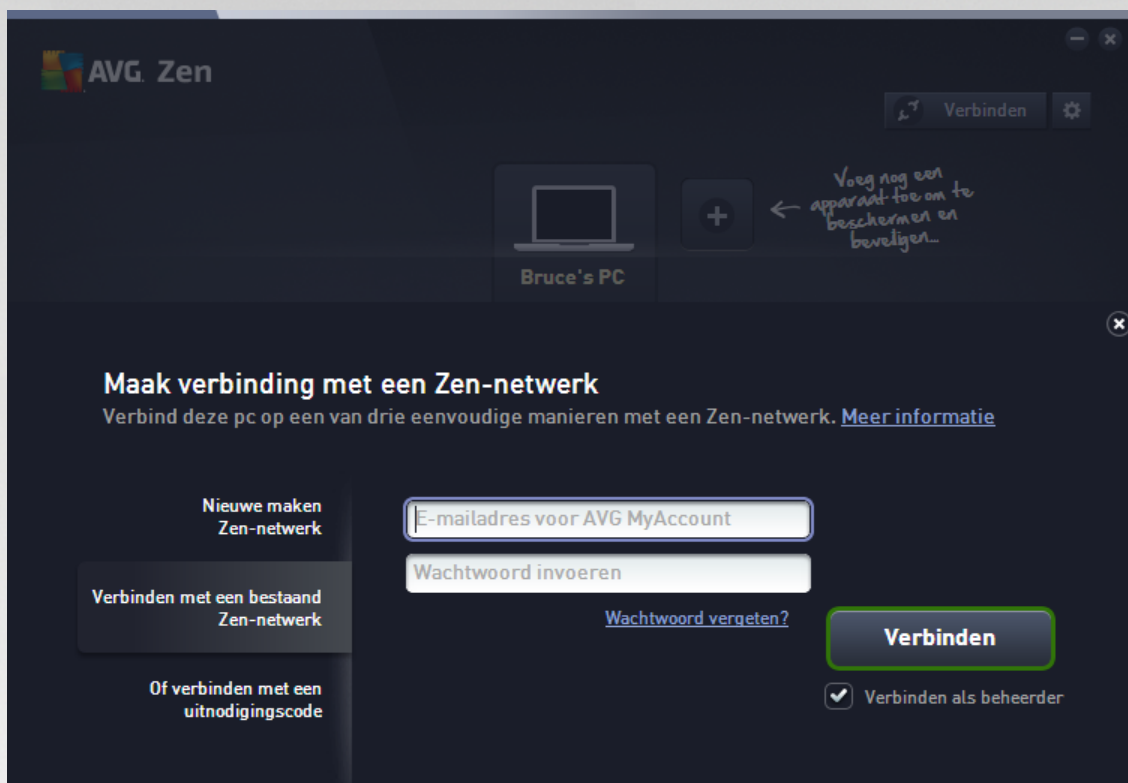 AVG. Zen
Verbinden
Voeg nog een
apparaat toe om te
beschermen en
beveiligen...
Bruce's PC
Maak verbinding met een Zen-netwerk
Verbind deze pc op een van drie eenvoudige manieren met een Zen-netwerk. Meer informatie
Nieuwe maken
Zen-netwerk
E-mailadres voor AVG MyAccount
Wachtwoord invoeren
Verbinden met een bestaand
Zen-netwerk
Wachtwoord vergeten?
Verbinden
Of verbinden met een
uitnodigingscode
Verbinden als beheerder